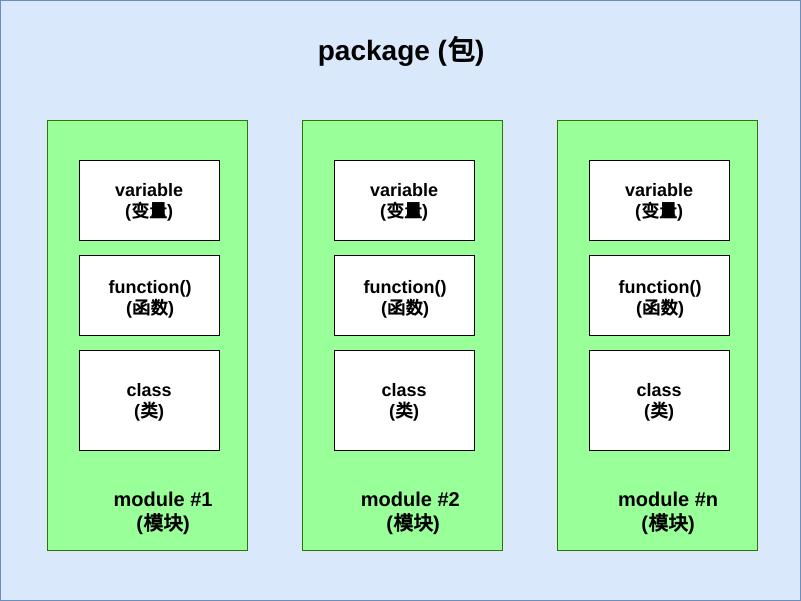 package (包)
variable
(变量)
function()
(函数)
class
(类)
module #1
(模块)
variable
(变量)
function()
(函数)
class
(类)
module #2
(模块)
variable
(变量)
function()
(函数)
class
(类)
module #n
(模块)